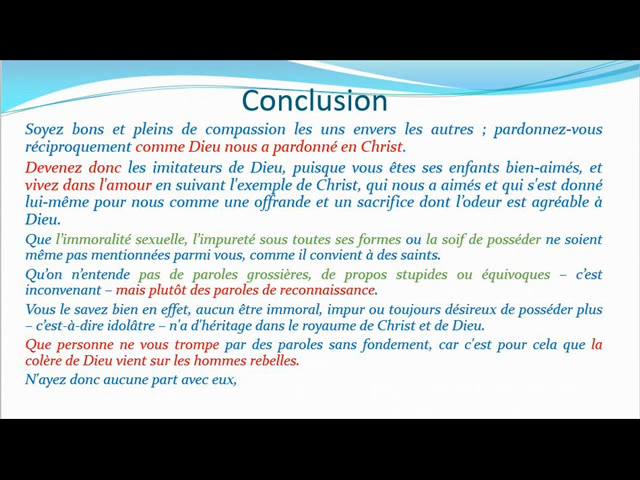 Conclusion
Soyez bons et pleins de compassion les uns envers les autres ; pardonnez-vous
réciproquement comme Dieu nous a pardonné en Christ.
Devenez donc les imitateurs de Dieu, puisque vous êtes ses enfants bien-aimés, et
vivez dans l'amour en suivant l'exemple de Christ, qui nous a aimés et qui s'est donné
lui-même pour nous comme une offrande et un sacrifice dont l'odeur est agréable à
Dieu.
Que l'immoralité sexuelle, l'impureté sous toutes ses formes ou la soif de posséder ne soient
même pas mentionnées parmi vous, comme il convient à des saints.
Qu'on n'entende pas de paroles grossières, de propos stupides ou équivoques – c'est
inconvenant – mais plutôt des paroles de reconnaissance.
Vous le savez bien en effet, aucun être immoral, impur ou toujours désireux de posséder plus
– c'est-à-dire idolâtre – n'a d'héritage dans le royaume de Christ et de Dieu.
Que personne ne vous trompe par des paroles sans fondement, car c'est pour cela que la
colère de Dieu vient sur les hommes rebelles.
N'ayez donc aucune part avec eux,